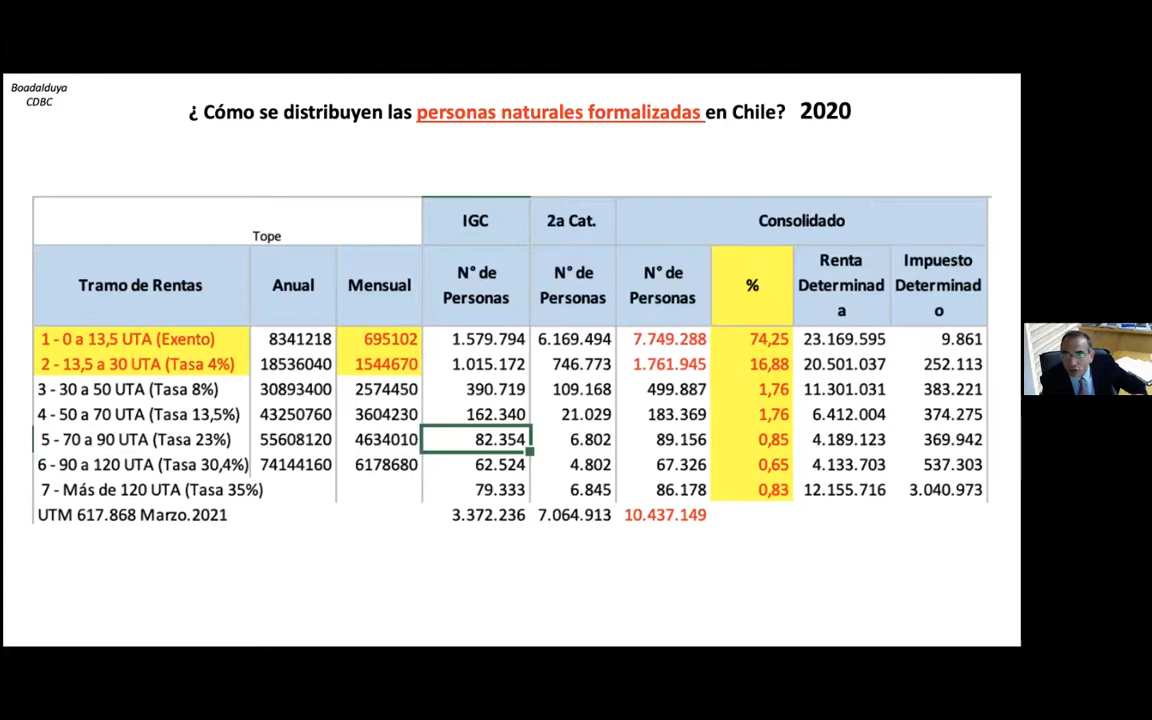 Boadalduya
CDBC
¿ Cómo se distribuyen las personas naturales formalizadas en Chile? 2020
IGC 2a Cat. Consolidado
Tope
Tramo de Rentas Anual Mensual N° de Personas N° de Personas N° de Personas % Renta Determinad a Impuesto Determinad o
1 - 0 a 13,5 UTA (Exento) 8341218 695102 1.579.794 6.169.494 7.749.288 74,25 23.169.595 9.861
2 - 13,5 a 30 UTA (Tasa 4%) 18536040 1544670 1.015.172 746.773 1.761.945 16,88 20.501.037 252.113
3 - 30 a 50 UTA (Tasa 8%) 30893400 2574450 390.719 109.168 499.887 1,76 11.301.031 383.221
4 - 50 a 70 UTA (Tasa 13,5%) 43250760 3604230 162.340 21.029 183.369 1,76 6.412.004 374.275
5 - 70 a 90 UTA (Tasa 23%) 55608120 4634010 82.354 6.802 89.156 0,85 4.189.123 369.942
6 - 90 a 120 UTA (Tasa 30,4%) 74144160 6178680 62.524 4.802 67.326 0,65 4.133.703 537.303
7 - Más de 120 UTA (Tasa 35%) 79.333 6.845 86.178 0,83 12.155.716 3.040.973
UTM 617.868 Marzo.2021 3.372.236 7.064.913 10.437.149